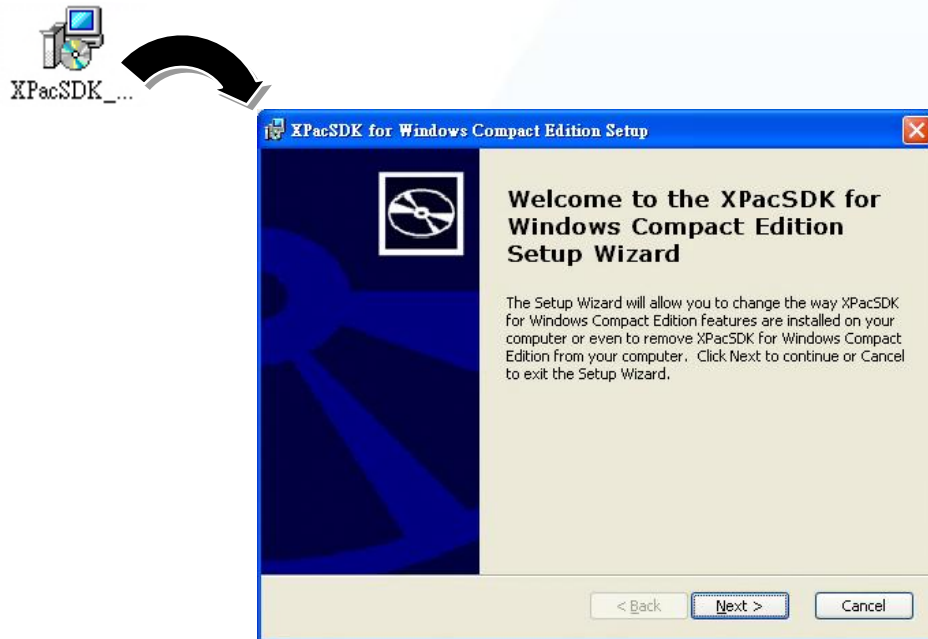 XPacSDK_...
XPacSDK for Windows Compact Edition Setup
Welcome to the XPacSDK for
Windows Compact Edition
Setup Wizard
The Setup Wizard will allow you to change the way XPacSDK
for Windows Compact Edition features are installed on your
computer or even to remove XPacSDK for Windows Compact
Edition from your computer.  Click Next to continue or Cancel
to exit the Setup Wizard.
< Back
Next >
Cancel